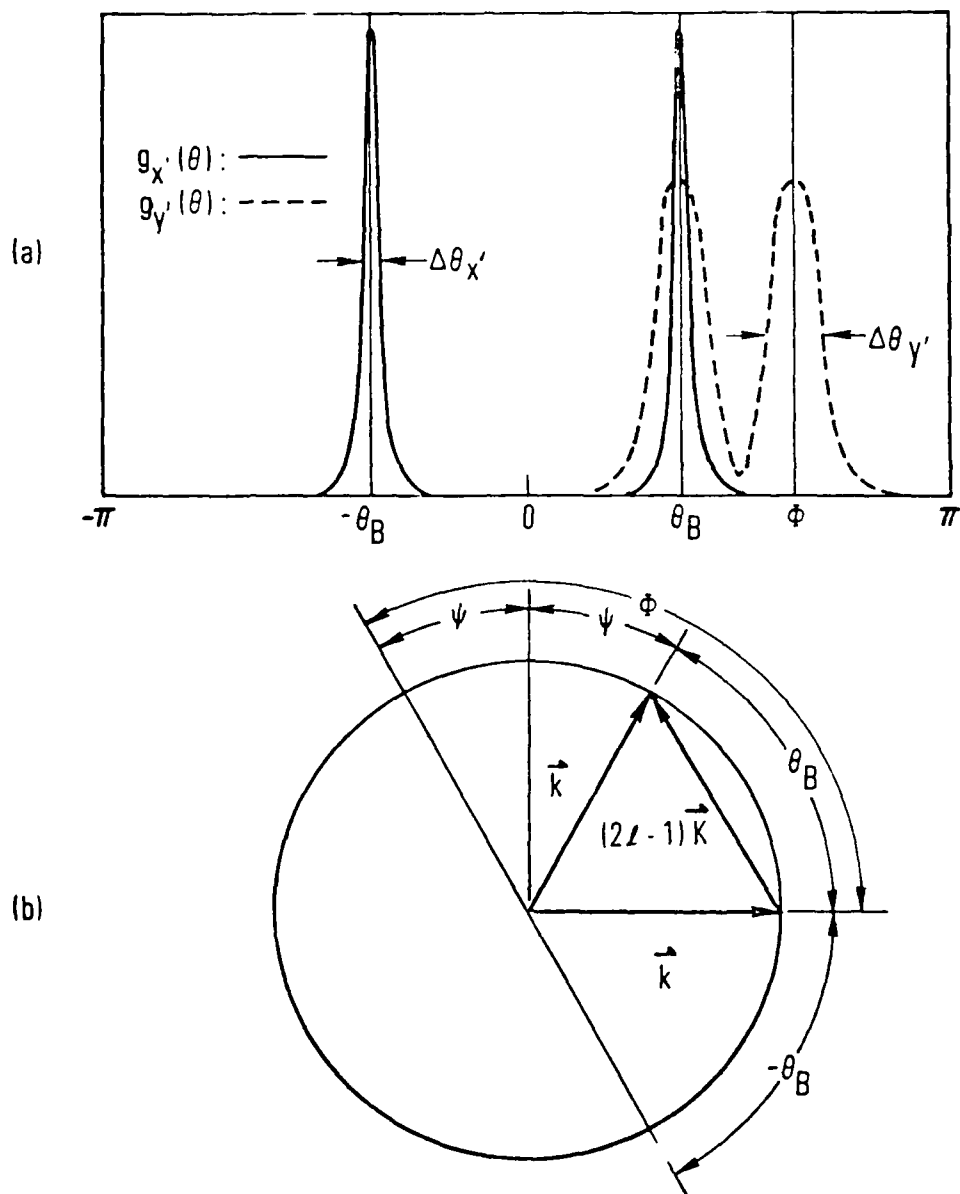 g_x'(θ):
g_y'(θ):
(a)
Δθ_x'
Δθ_y'
-π -θ_B 0 θ_B Φ π
Φ
ψ ψ
θ_B
k⃗
(2ℓ - 1) K⃗
(b)
k⃗
-θ_B